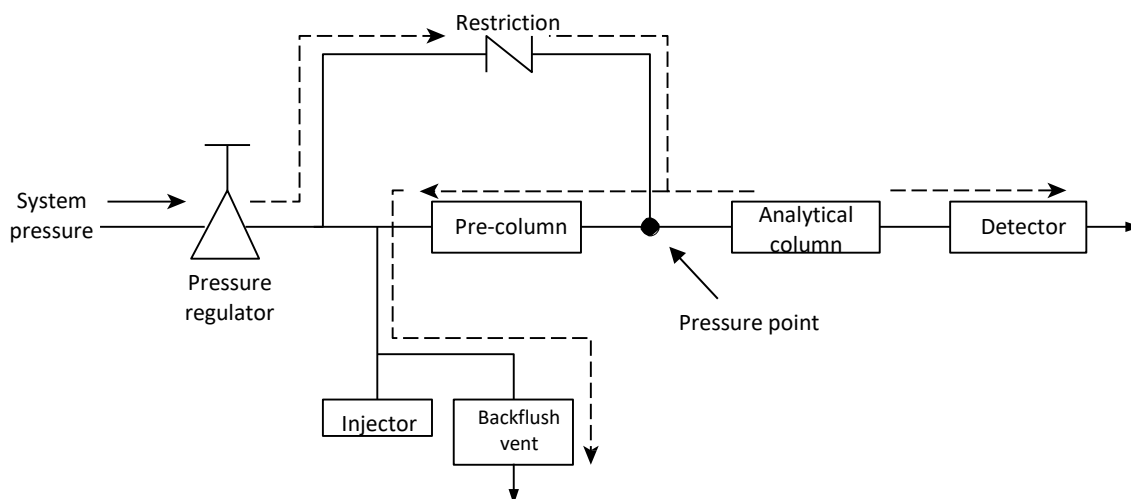 Restriction
System
pressure
Pressure
regulator
Pre-column
Analytical
column
Detector
Pressure point
Injector
Backflush
vent